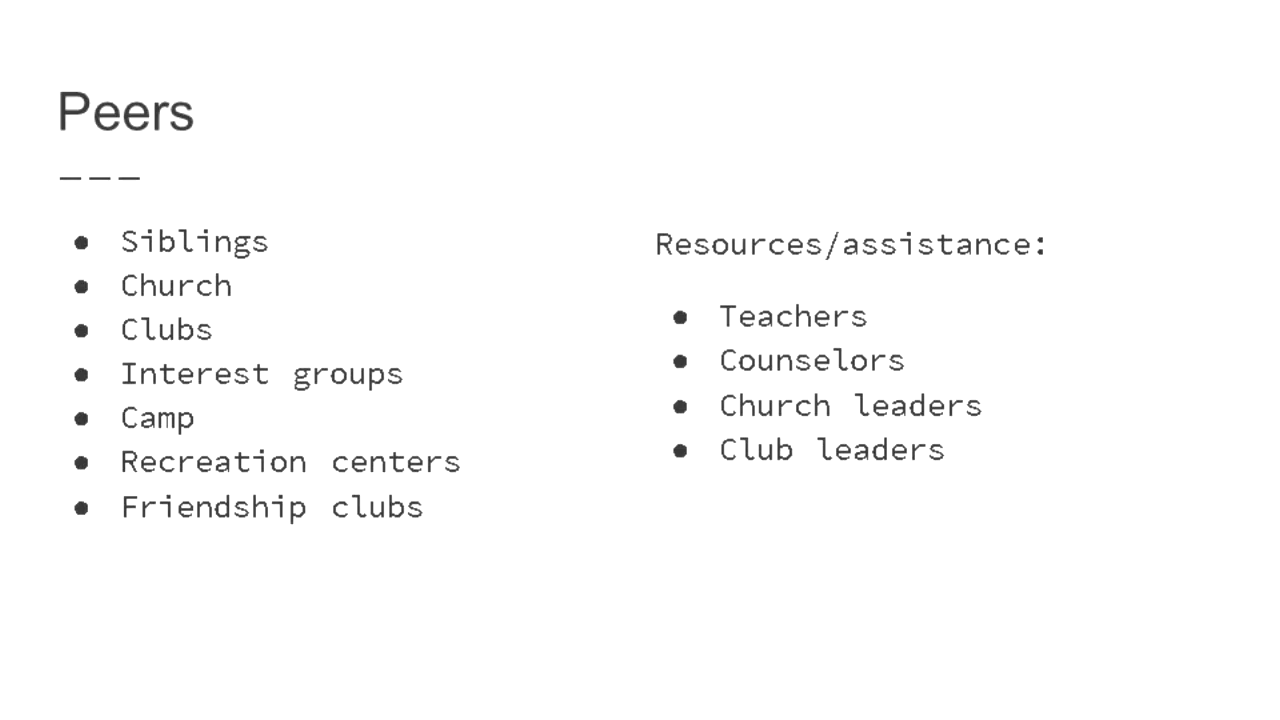 Peers
● Siblings
● Church
● Clubs
● Interest groups
● Camp
● Recreation centers
● Friendship clubs
Resources/assistance:
● Teachers
● Counselors
● Church leaders
● Club leaders